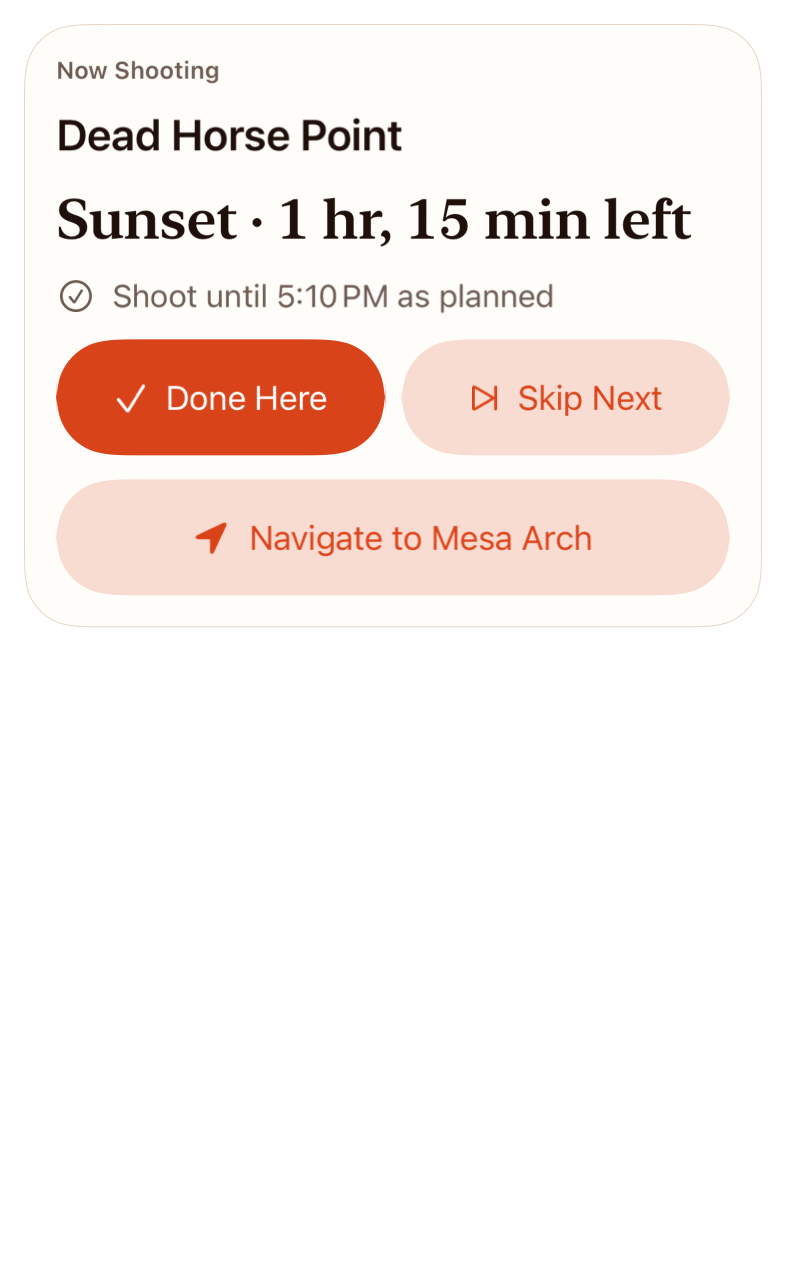 Now Shooting
Dead Horse Point
Sunset · 1 hr, 15 min left
Shoot until 5:10 PM as planned
Done Here
Skip Next
Navigate to Mesa Arch